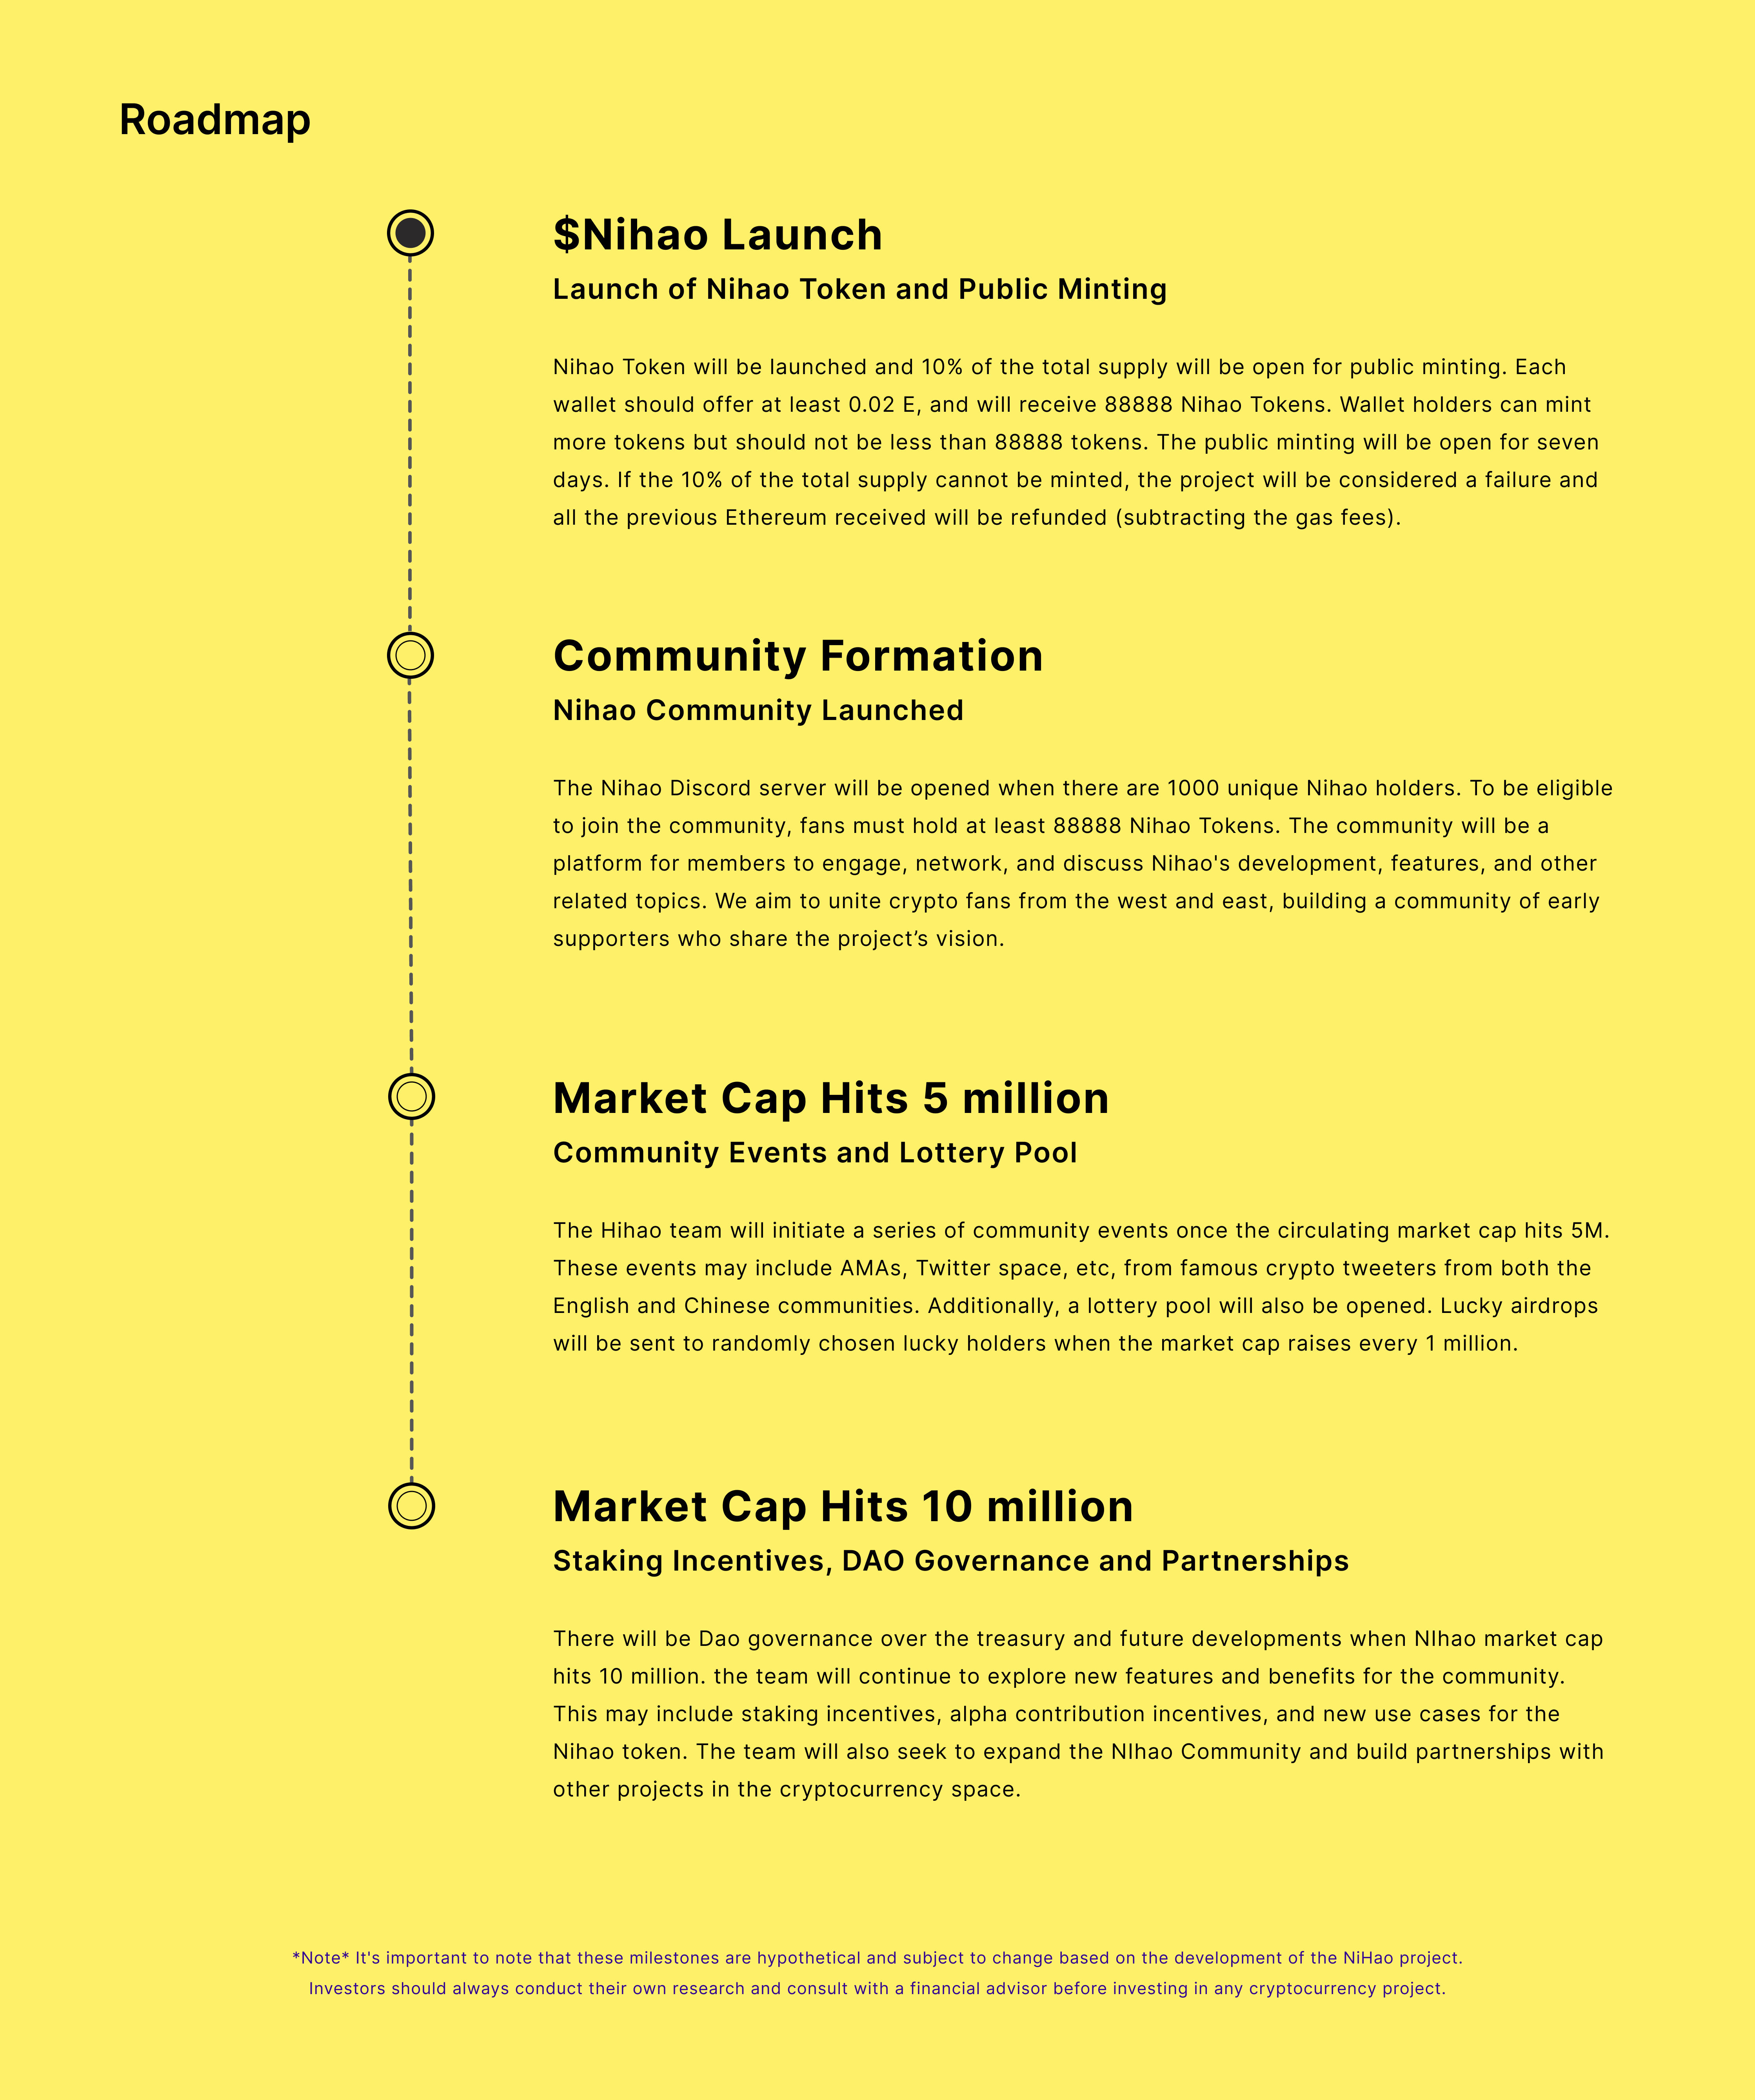 Roadmap
$Nihao Launch
Launch of Nihao Token and Public Minting
Nihao Token will be launched and 10% of the total supply will be open for public minting. Each
wallet should offer at least 0.02 E, and will receive 88888 Nihao Tokens. Wallet holders can mint
more tokens but should not be less than 88888 tokens. The public minting will be open for seven
days. If the 10% of the total supply cannot be minted, the project will be considered a failure and
all the previous Ethereum received will be refunded (subtracting the gas fees).
Community Formation
Nihao Community Launched
The Nihao Discord server will be opened when there are 1000 unique Nihao holders. To be eligible
to join the community, fans must hold at least 88888 Nihao Tokens. The community will be a
platform for members to engage, network, and discuss Nihao's development, features, and other
related topics. We aim to unite crypto fans from the west and east, building a community of early
supporters who share the project’s vision.
Market Cap Hits 5 million
Community Events and Lottery Pool
The Hihao team will initiate a series of community events once the circulating market cap hits 5M.
These events may include AMAs, Twitter space, etc, from famous crypto tweeters from both the
English and Chinese communities. Additionally, a lottery pool will also be opened. Lucky airdrops
will be sent to randomly chosen lucky holders when the market cap raises every 1 million.
Market Cap Hits 10 million
Staking Incentives, DAO Governance and Partnerships
There will be Dao governance over the treasury and future developments when NIhao market cap
hits 10 million. the team will continue to explore new features and benefits for the community.
This may include staking incentives, alpha contribution incentives, and new use cases for the
Nihao token. The team will also seek to expand the NIhao Community and build partnerships with
other projects in the cryptocurrency space.
*Note* It's important to note that these milestones are hypothetical and subject to change based on the development of the NiHao project.
Investors should always conduct their own research and consult with a financial advisor before investing in any cryptocurrency project.